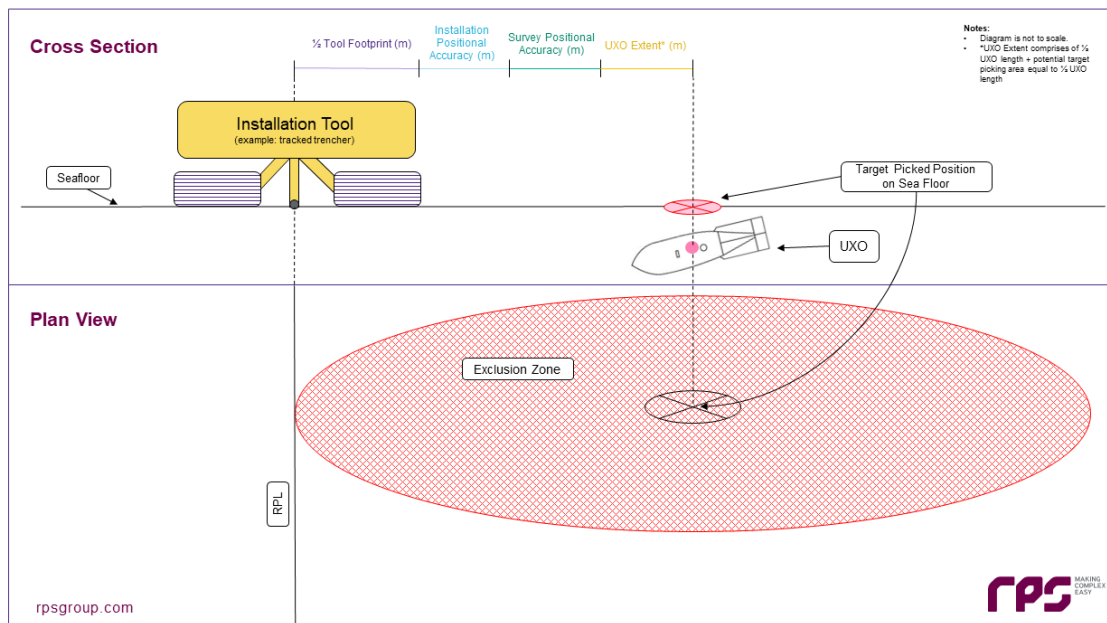 Cross Section
½ Tool Footprint (m)
Installation
Positional
Accuracy (m)
Survey Positional
Accuracy (m)
UXO Extent* (m)
Notes:
• Diagram is not to scale.
• *UXO Extent comprises of ½
UXO length + potential target
picking area equal to ½ UXO
length
Installation Tool
(example: tracked trencher)
Seafloor
Target Picked Position
on Sea Floor
UXO
Plan View
Exclusion Zone
RPL
rpsgroup.com
rps
MAKING
COMPLEX
EASY